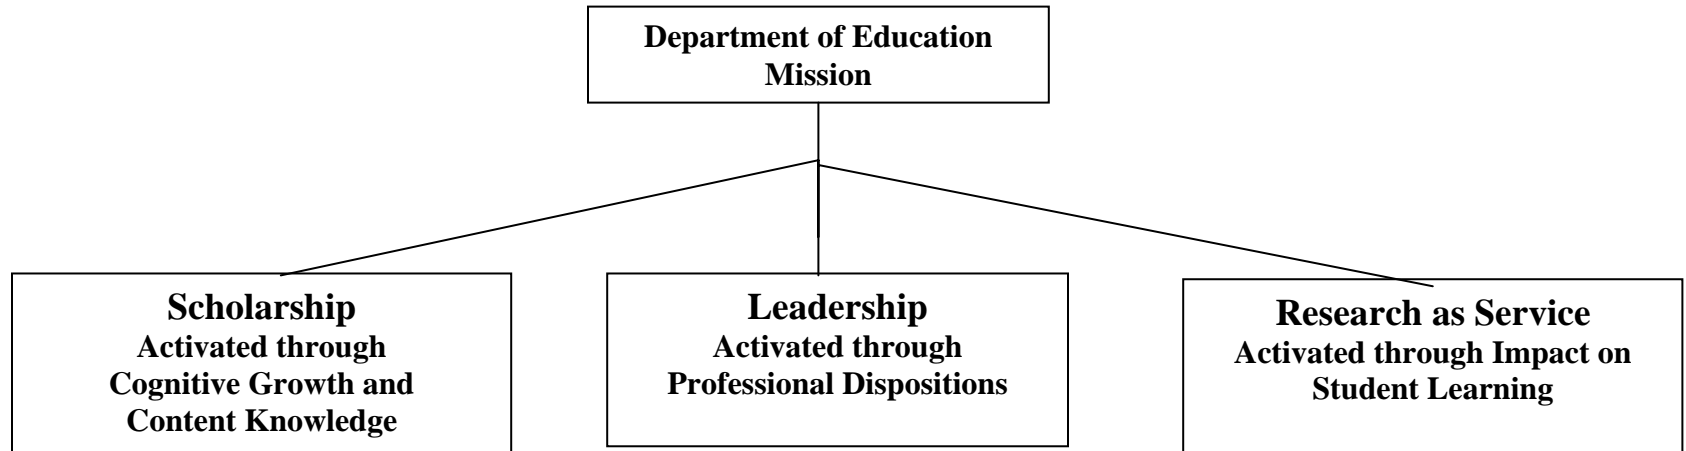 Department of Education
Mission
Scholarship
Activated through
Cognitive Growth and
Content Knowledge
Leadership
Activated through
Professional Dispositions
Research as Service
Activated through Impact on
Student Learning